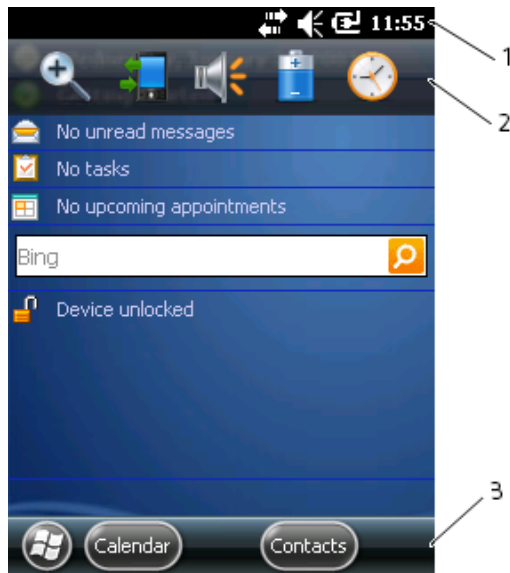 11:55
1
2
No unread messages
No tasks
No upcoming appointments
Bing
Device unlocked
3
Calendar
Contacts